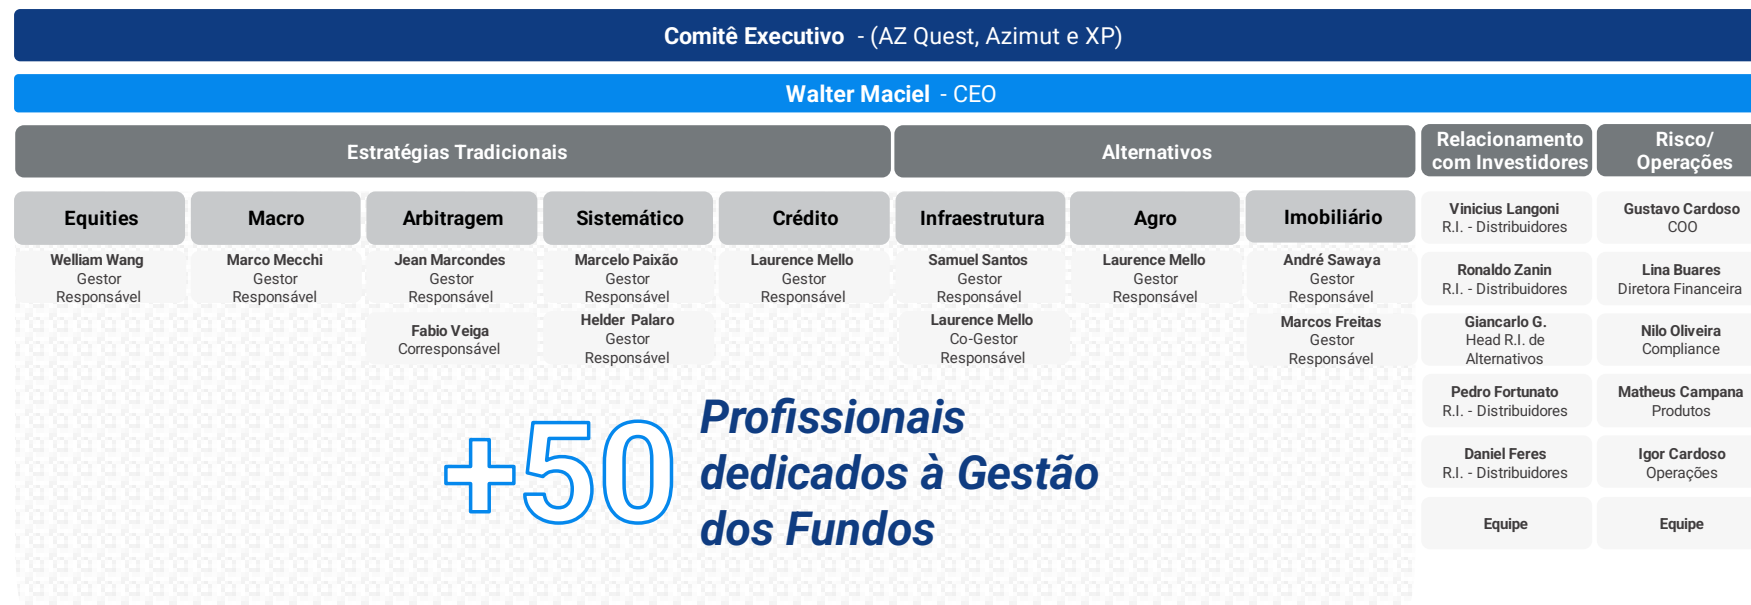 Comitê Executivo - (AZ Quest, Azimut e XP)
Walter Maciel - CEO
Estratégias Tradicionais
Alternativos
Relacionamento
com Investidores
Risco/
Operações
Equities
Welliam Wang
Gestor
Responsável
Macro
Marco Mecchi
Gestor
Responsável
Arbitragem
Jean Marcondes
Gestor
Responsável
Fabio Veiga
Corresponsável
Sistemático
Marcelo Paixão
Gestor
Responsável
Helder Palaro
Gestor
Responsável
Crédito
Laurence Mello
Gestor
Responsável
Infraestrutura
Samuel Santos
Gestor
Responsável
Laurence Mello
Co-Gestor
Responsável
Agro
Laurence Mello
Gestor
Responsável
Imobiliário
André Sawaya
Gestor
Responsável
Marcos Freitas
Gestor
Responsável
Vinicius Langoni
R.I. - Distribuidores
Ronaldo Zanin
R.I. - Distribuidores
Giancarlo G.
Head R.I. de
Alternativos
Pedro Fortunato
R.I. - Distribuidores
Daniel Feres
R.I. - Distribuidores
Equipe
Gustavo Cardoso
COO
Lina Buares
Diretora Financeira
Nilo Oliveira
Compliance
Matheus Campana
Produtos
Igor Cardoso
Operações
Equipe
+50
Profissionais
dedicados à Gestão
dos Fundos